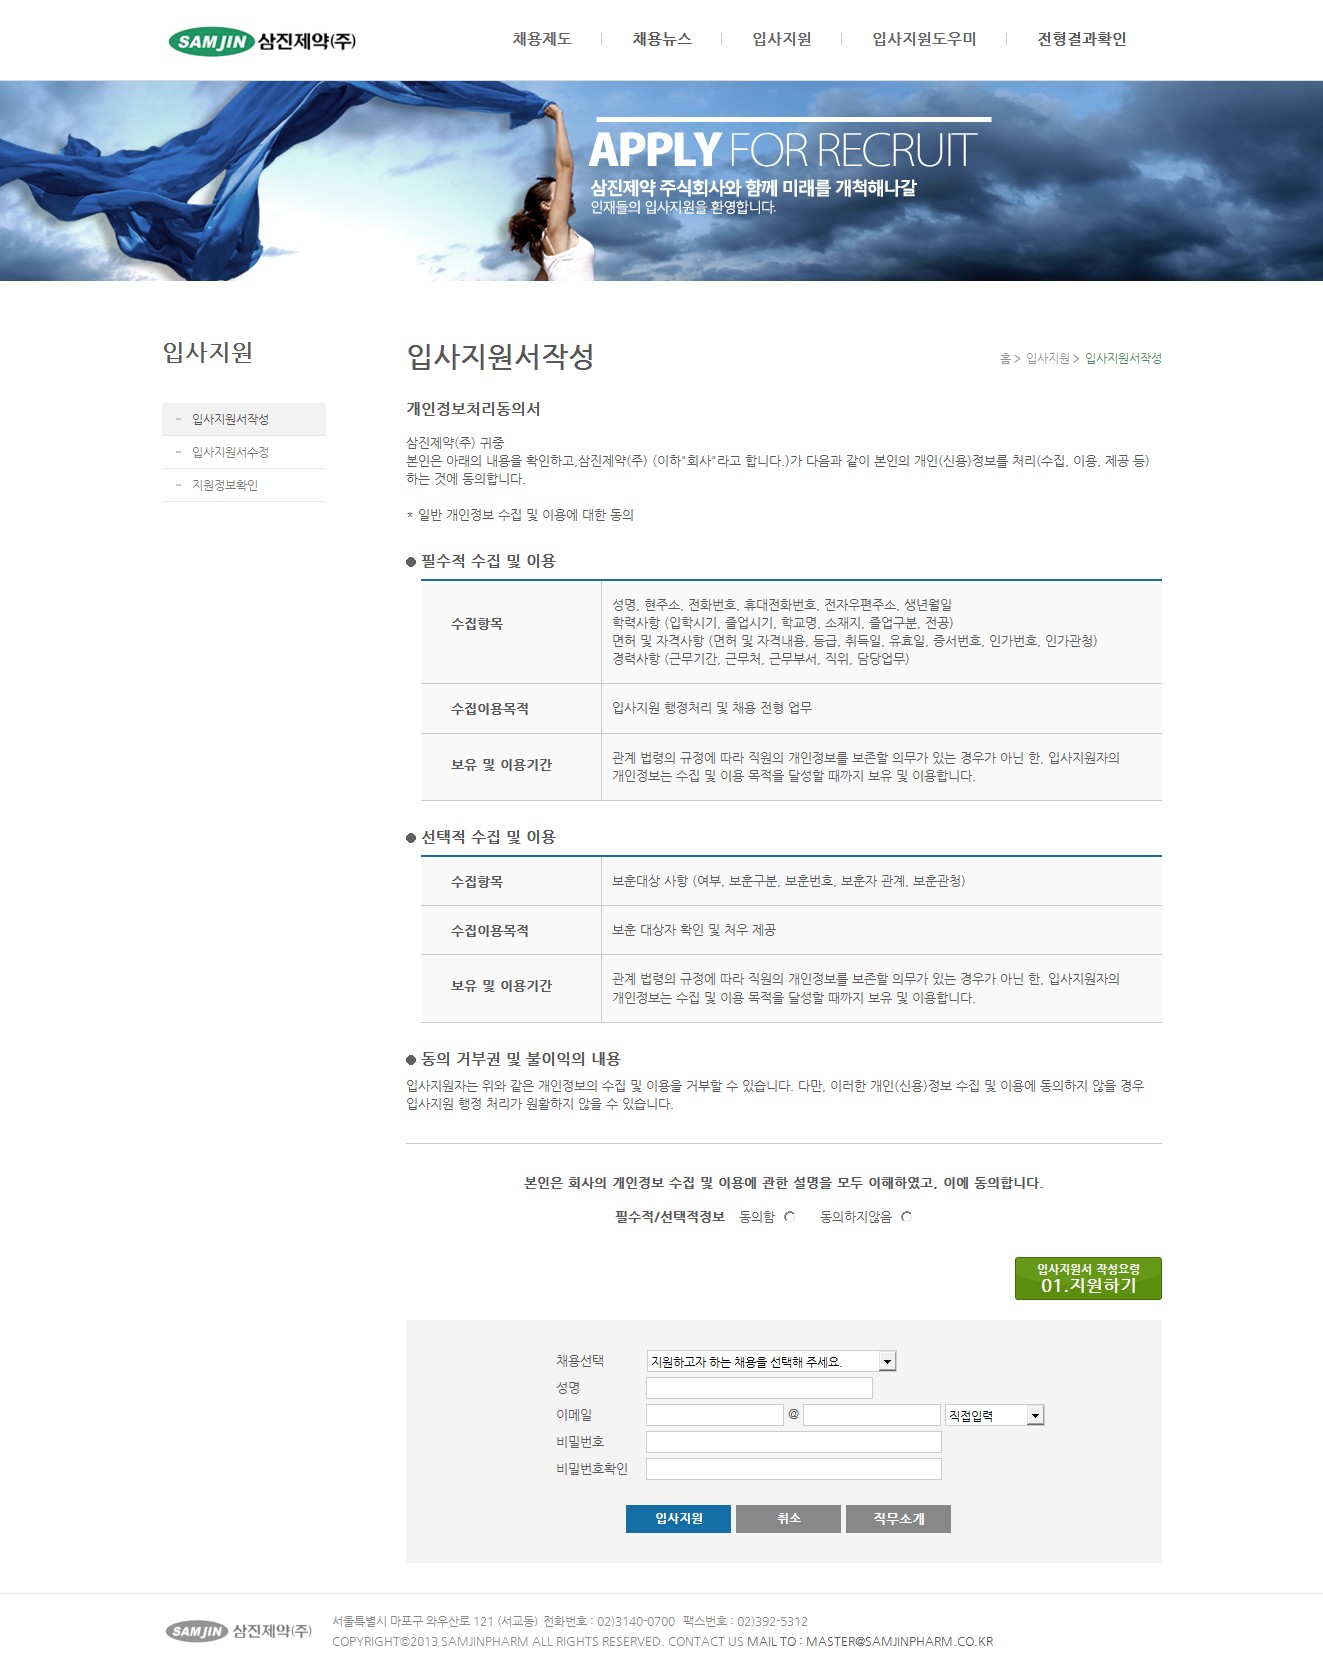 SAMJIN 삼진제약(주)
채용제도 채용뉴스 입사지원 입사지원도우미 전형결과확인
APPLY FOR RECRUIT
삼진제약 주식회사와 함께 미래를 개척해나갈
인재들의 입사지원을 환영합니다.
입사지원
- 입사지원서작성
- 입사지원서수정
- 지원정보확인
입사지원서작성
홈 > 입사지원 > 입사지원서작성
개인정보처리동의서
삼진제약(주) 귀중
본인은 아래의 내용을 확인하고,삼진제약(주) (이하"회사"라고 합니다.)가 다음과 같이 본인의 개인(신용)정보를 처리(수집, 이용, 제공 등)
하는 것에 동의합니다.
* 일반 개인정보 수집 및 이용에 대한 동의
● 필수적 수집 및 이용
수집항목
성명, 현주소, 전화번호, 휴대전화번호, 전자우편주소, 생년월일
학력사항 (입학시기, 졸업시기, 학교명, 소재지, 졸업구분, 전공)
면허 및 자격사항 (면허 및 자격내용, 등급, 취득일, 유효일, 증서번호, 인가번호, 인가관청)
경력사항 (근무기간, 근무처, 근무부서, 직위, 담당업무)
수집이용목적
입사지원 행정처리 및 채용 전형 업무
보유 및 이용기간
관계 법령의 규정에 따라 직원의 개인정보를 보존할 의무가 있는 경우가 아닌 한, 입사지원자의
개인정보는 수집 및 이용 목적을 달성할 때까지 보유 및 이용합니다.
● 선택적 수집 및 이용
수집항목
보훈대상 사항 (여부, 보훈구분, 보훈번호, 보훈자 관계, 보훈관청)
수집이용목적
보훈 대상자 확인 및 처우 제공
보유 및 이용기간
관계 법령의 규정에 따라 직원의 개인정보를 보존할 의무가 있는 경우가 아닌 한, 입사지원자의
개인정보는 수집 및 이용 목적을 달성할 때까지 보유 및 이용합니다.
● 동의 거부권 및 불이익의 내용
입사지원자는 위와 같은 개인정보의 수집 및 이용을 거부할 수 있습니다. 다만, 이러한 개인(신용)정보 수집 및 이용에 동의하지 않을 경우
입사지원 행정 처리가 원활하지 않을 수 있습니다.
본인은 회사의 개인정보 수집 및 이용에 관한 설명을 모두 이해하였고, 이에 동의합니다.
필수적/선택적정보 동의함 동의하지않음
입사지원서 작성요령
01.지원하기
채용선택 지원하고자 하는 채용을 선택해 주세요.
성명
이메일 @ 직접입력
비밀번호
비밀번호확인
입사지원 취소 직무소개
SAMJIN 삼진제약(주)
서울특별시 마포구 와우산로 121 (서교동) 전화번호 : 02)3140-0700 팩스번호 : 02)392-5312
COPYRIGHT©2013 SAMJINPHARM ALL RIGHTS RESERVED. CONTACT US MAIL TO : MASTER@SAMJINPHARM.CO.KR